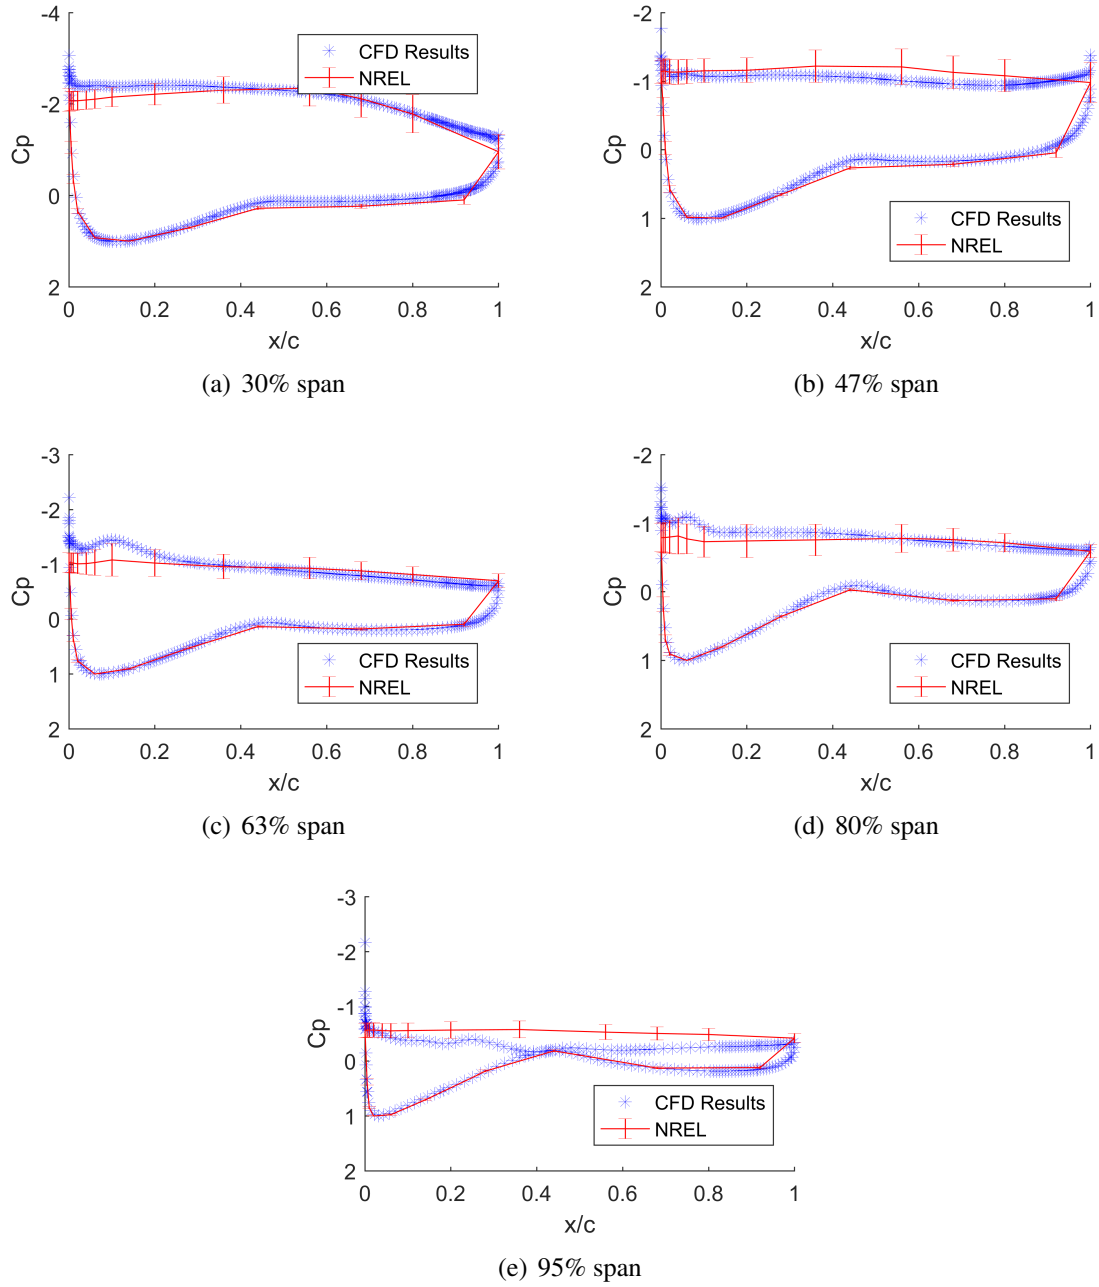 -4
-2
0
2
Cp
CFD Results
NREL
0
0.2
0.4
0.6
0.8
1
x/c
(a) 30% span
-2
-1
0
1
2
Cp
CFD Results
NREL
0
0.2
0.4
0.6
0.8
1
x/c
(b) 47% span
-3
-2
-1
0
1
2
Cp
CFD Results
NREL
0
0.2
0.4
0.6
0.8
1
x/c
(c) 63% span
-2
-1
0
1
2
Cp
CFD Results
NREL
0
0.2
0.4
0.6
0.8
1
x/c
(d) 80% span
-3
-2
-1
0
1
2
Cp
CFD Results
NREL
0
0.2
0.4
0.6
0.8
1
x/c
(e) 95% span